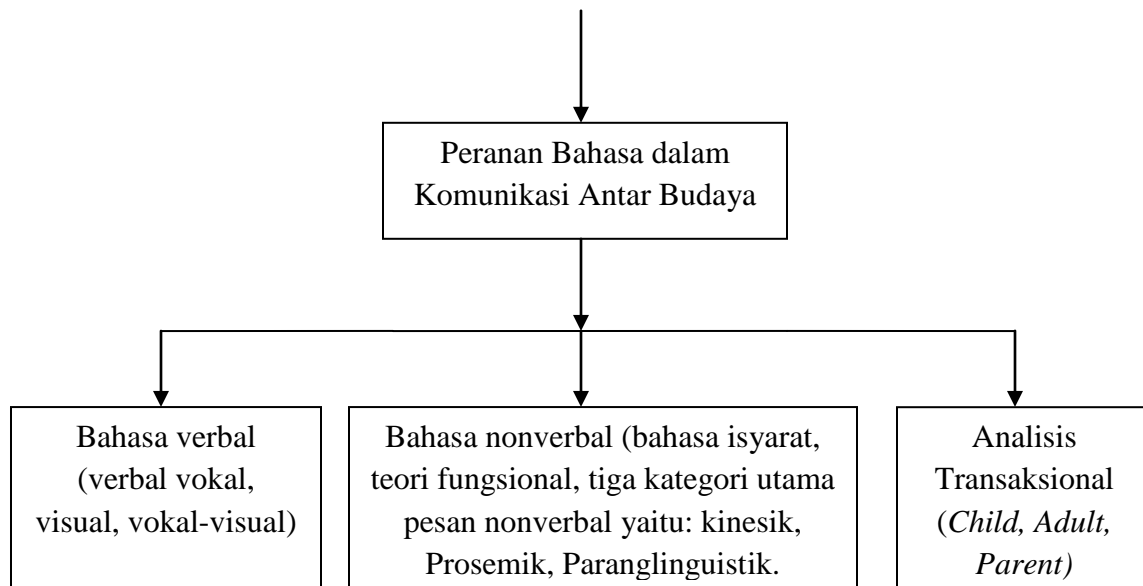 Peranan Bahasa dalam
Komunikasi Antar Budaya
Bahasa verbal
(verbal vokal,
visual, vokal-visual)
Bahasa nonverbal (bahasa isyarat,
teori fungsional, tiga kategori utama
pesan nonverbal yaitu: kinesik,
Prosemik, Paranglinguistik.
Analisis
Transaksional
(Child, Adult,
Parent)